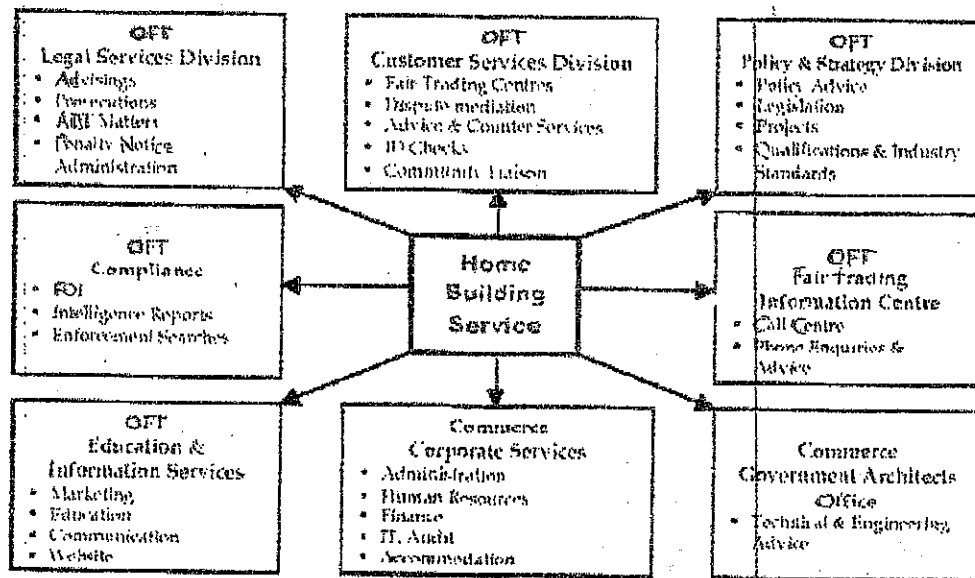 OFT
Legal Services Division
• Advisings
• Prosecutions
• Matters
• Penalty Notice
Administration
OFT
Customer Services Division
• Fair Trading Centres
• Dispute mediation
• Advice & Counter Services
• ID Checks
• Community Liaison
OFT
Policy & Strategy Division
• Policy Advice
• Legislation
• Projects
• Qualifications & Industry
Standards
OFT
Compliance
• FOI
• Intelligence Reports
• Enforcement Searches
Home
Building
Service
OFT
Fair Trading
Information Centre
• Call Centre
• Phone Enquiries &
Advice
OFT
Education &
Information Services
• Marketing
• Education
• Communication
• Website
Commerce
Corporate Services
• Administration
• Human Resources
• Finance
• IT, Audit
• Accommodation
Commerce
Government Architects
Office
• Technical & Engineering
Advice